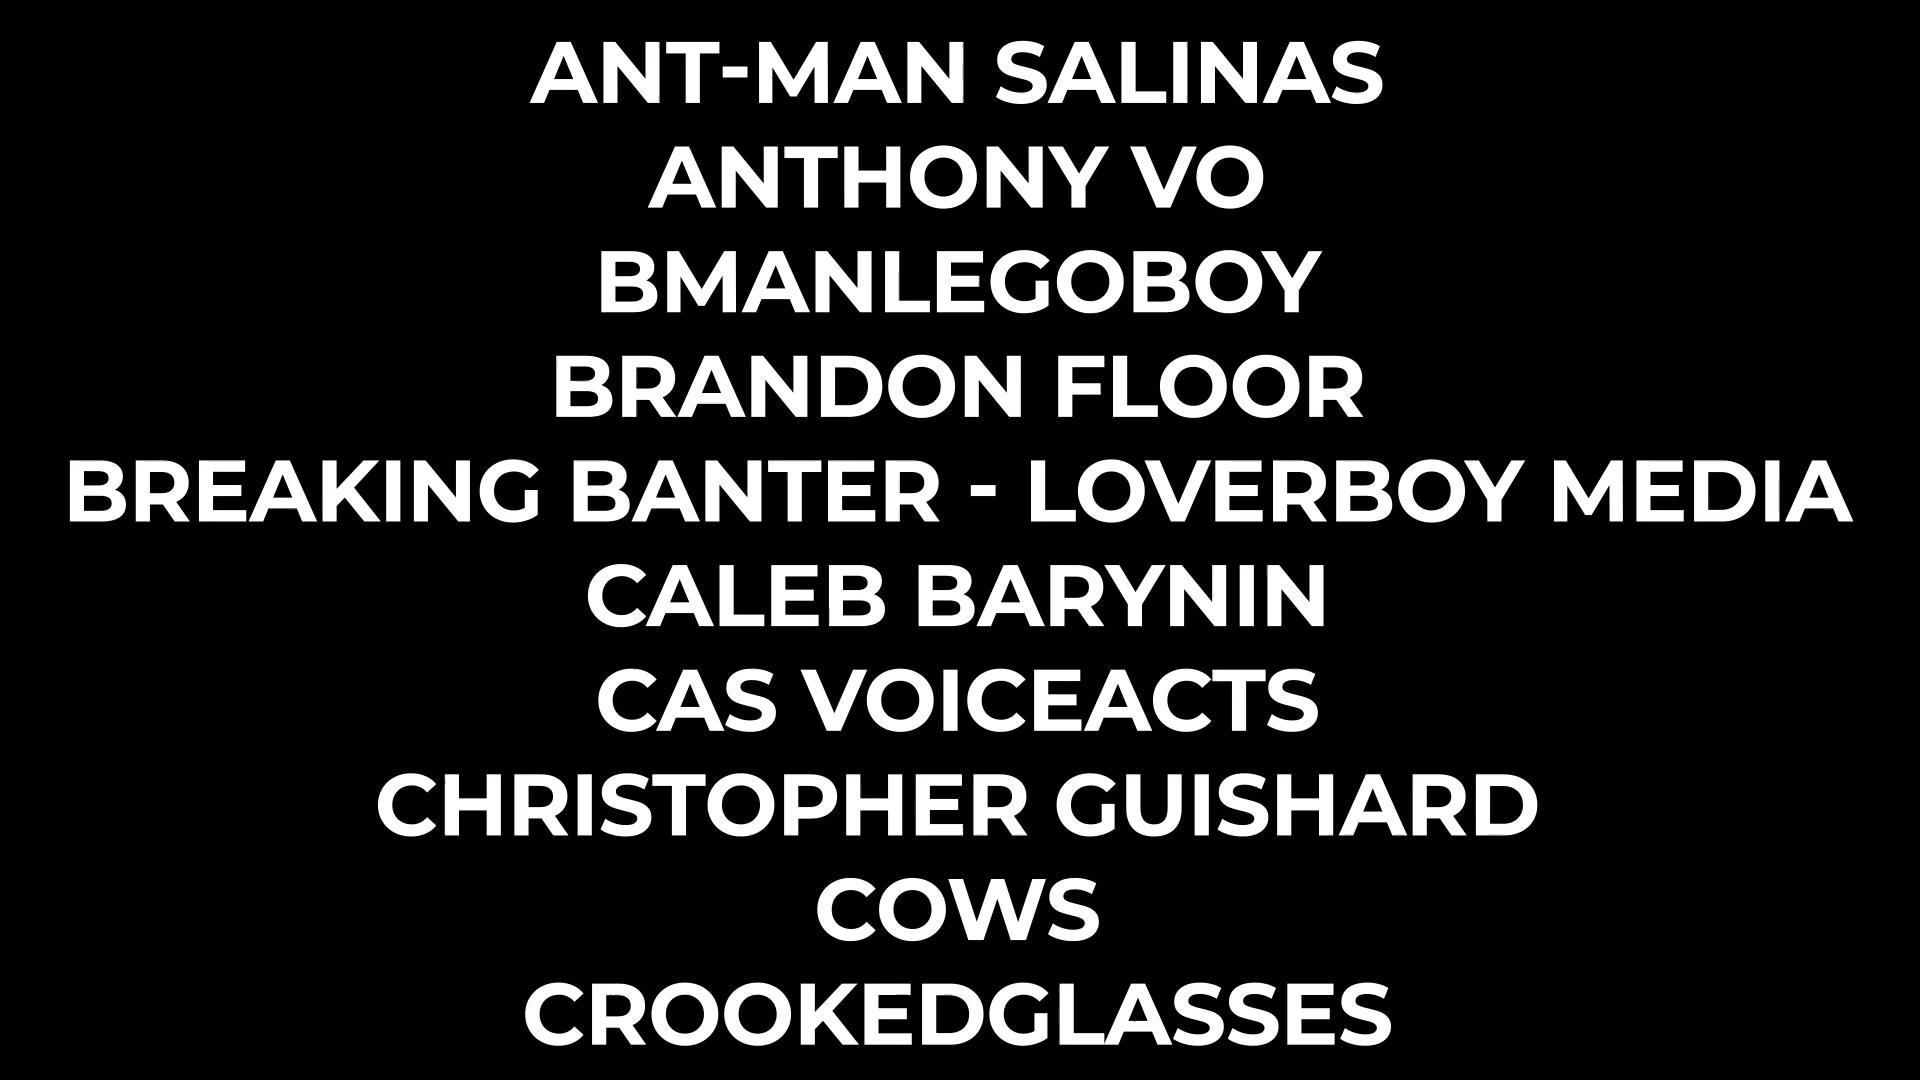 ANT-MAN SALINAS
ANTHONY VO
BMANLEGOBOY
BRANDON FLOOR
BREAKING BANTER - LOVERBOY MEDIA
CALEB BARYNIN
CAS VOICEACTS
CHRISTOPHER GUISHARD
COWS
CROOKEDGLASSES